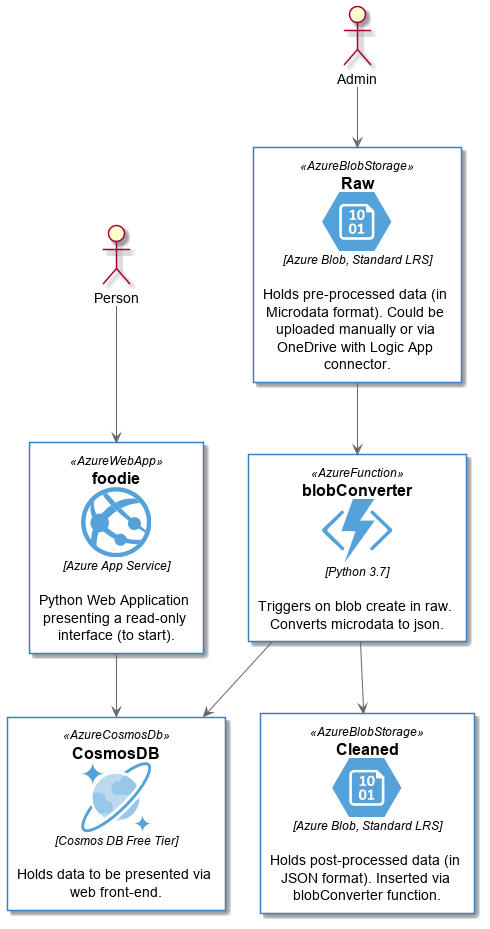 Admin
«AzureBlobStorage»
Raw
10
01
[Azure Blob, Standard LRS]
Holds pre-processed data (in
Microdata format). Could be
uploaded manually or via
OneDrive with Logic App
connector.
Person
«AzureWebApp»
foodie
[Azure App Service]
Python Web Application
presenting a read-only
interface (to start).
«AzureFunction»
blobConverter
[Python 3.7]
Triggers on blob create in raw.
Converts microdata to json.
«AzureCosmosDb»
CosmosDB
[Cosmos DB Free Tier]
Holds data to be presented via
web front-end.
«AzureBlobStorage»
Cleaned
10
01
[Azure Blob, Standard LRS]
Holds post-processed data (in
JSON format). Inserted via
blobConverter function.